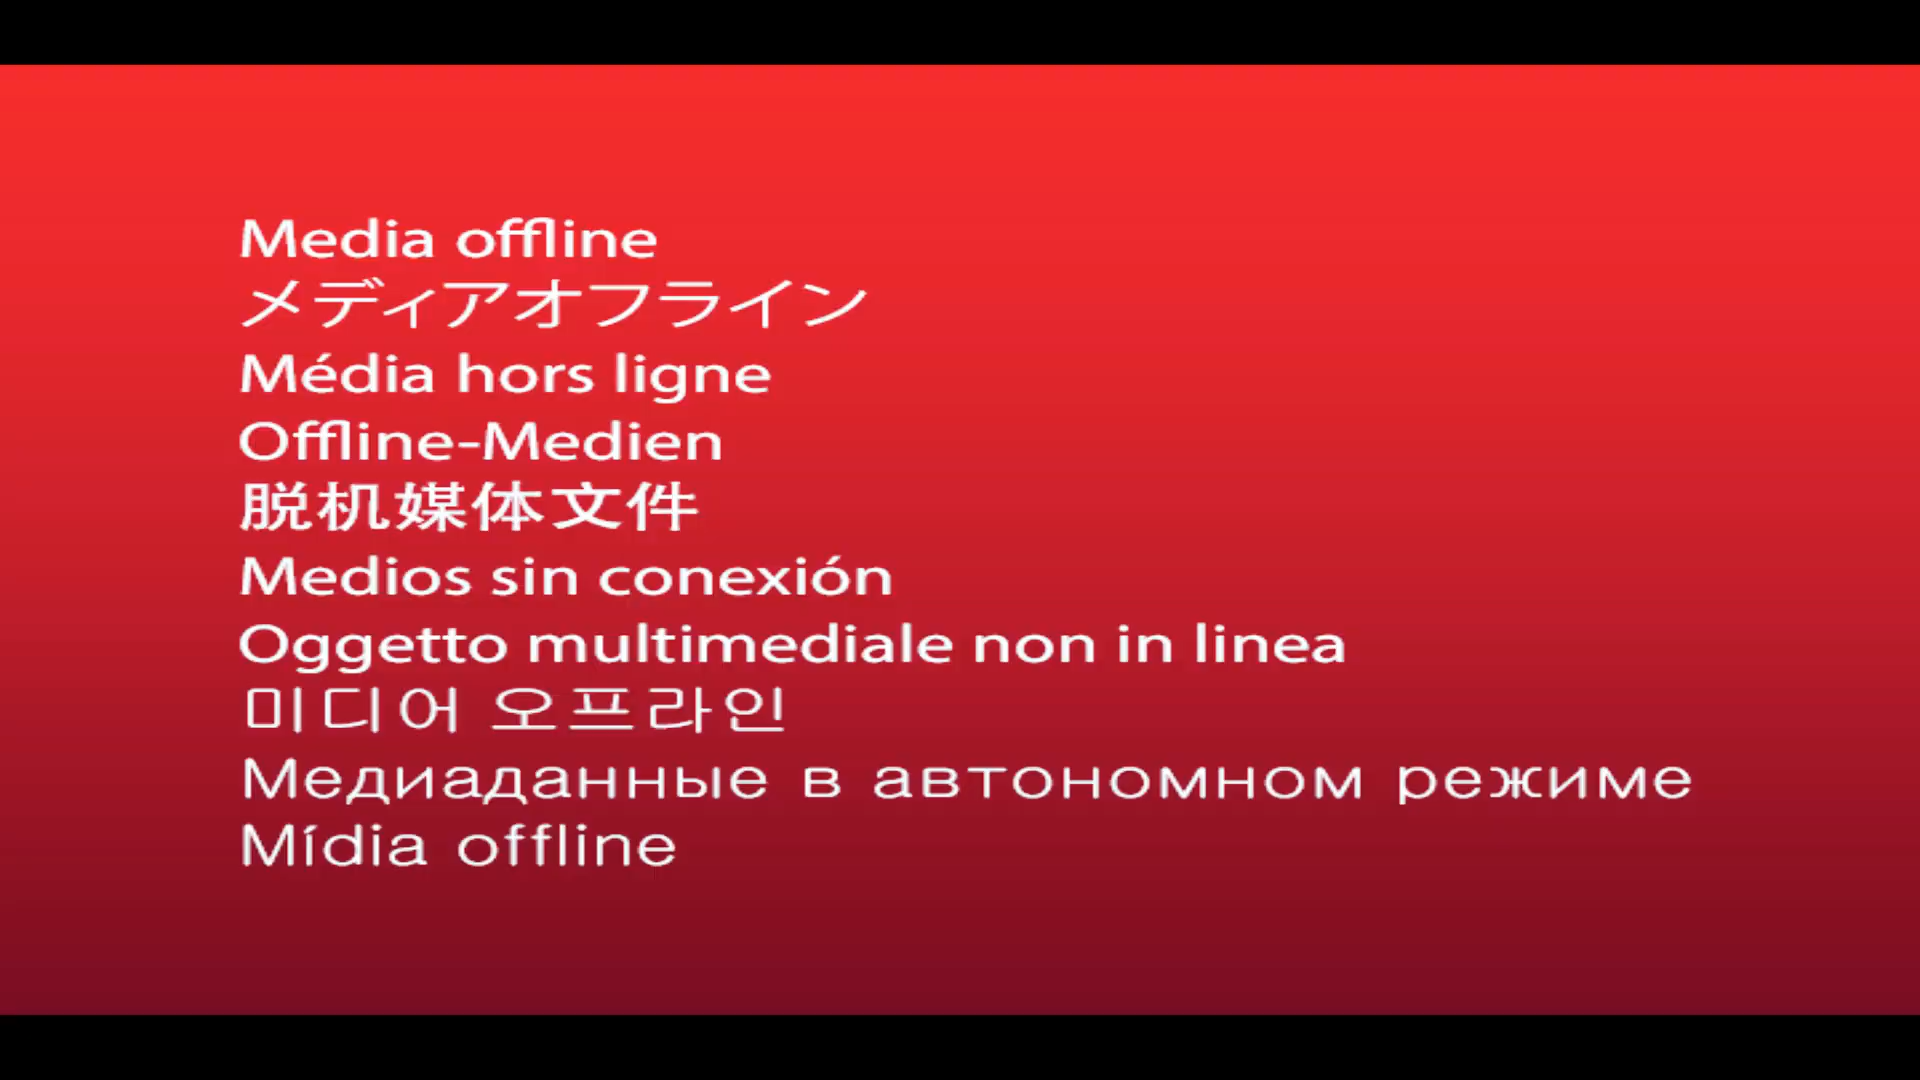 Media offline
メディアオフライン
Média hors ligne
Offline-Medien
脱机媒体文件
Medios sin conexión
Oggetto multimediale non in linea
미디어 오프라인
Медиаданные в автономном режиме
Mídia offline